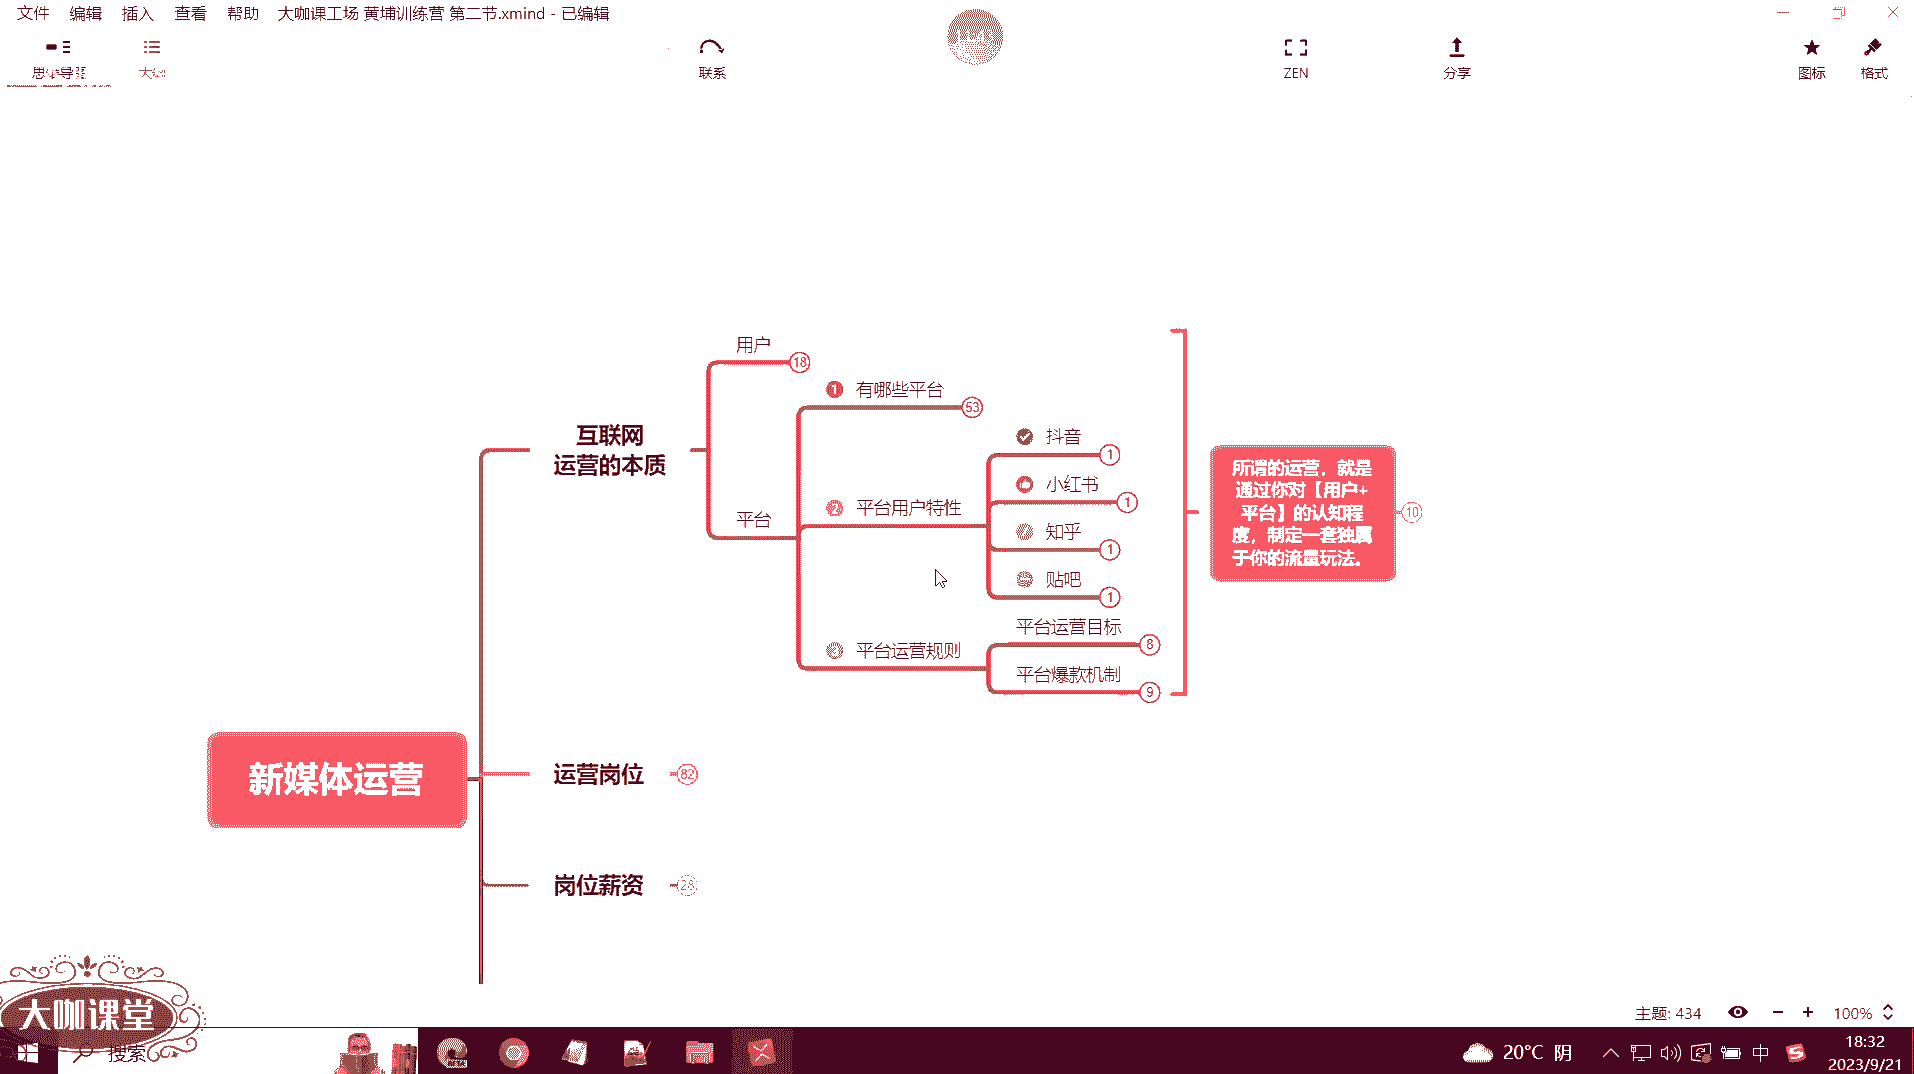 文件 编辑 插入 查看 帮助 大咖课工场 黄埔训练营 第二节.xmind - 已编辑
思维导图 大纲 联系 ZEN 分享 图标 格式
用户 18
1 有哪些平台 53
抖音 1
互联网
运营的本质
小红书 1
2 平台用户特性
平台
知乎 1
贴吧 1
平台运营目标 8
3 平台运营规则
平台爆款机制 9
所谓的运营，就是
通过你对【用户+
平台】的认知程
度，制定一套独属
于你的流量玩法。
10
新媒体运营
运营岗位 82
岗位薪资 28
大咖课堂
主题: 434 100%
搜索
20°C 阴 中
18:32
2023/9/21